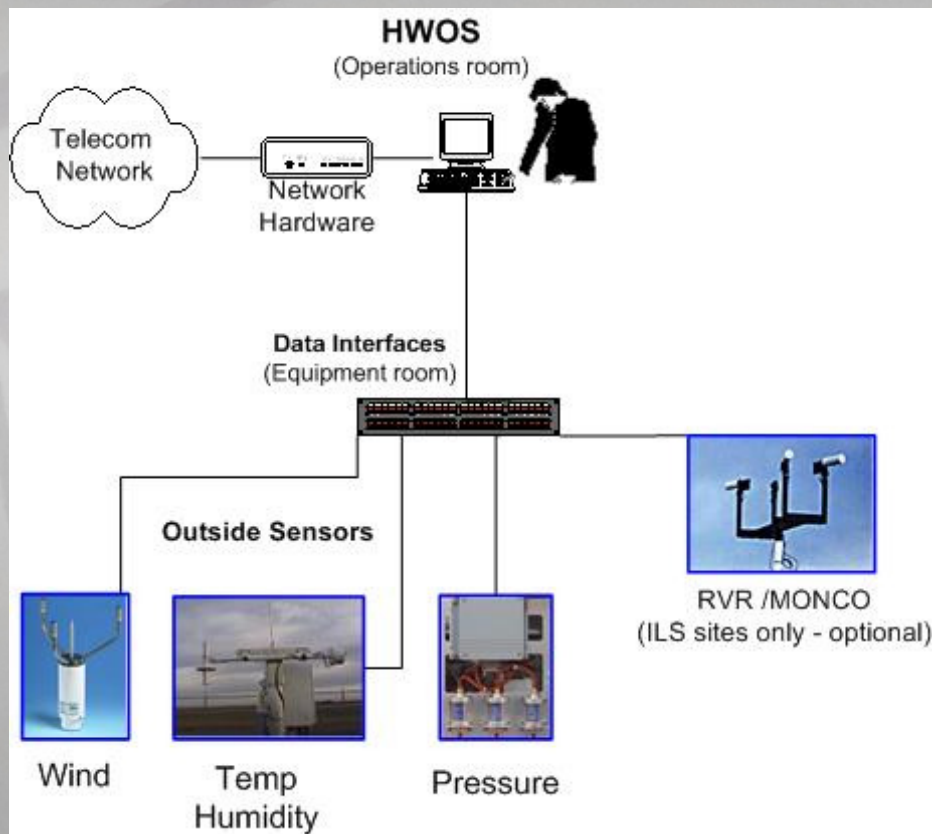 HWOS
(Operations room)
Telecom
Network
Network
Hardware
Data Interfaces
(Equipment room)
Outside Sensors
RVR /MONCO
(ILS sites only - optional)
Wind
Temp
Humidity
Pressure